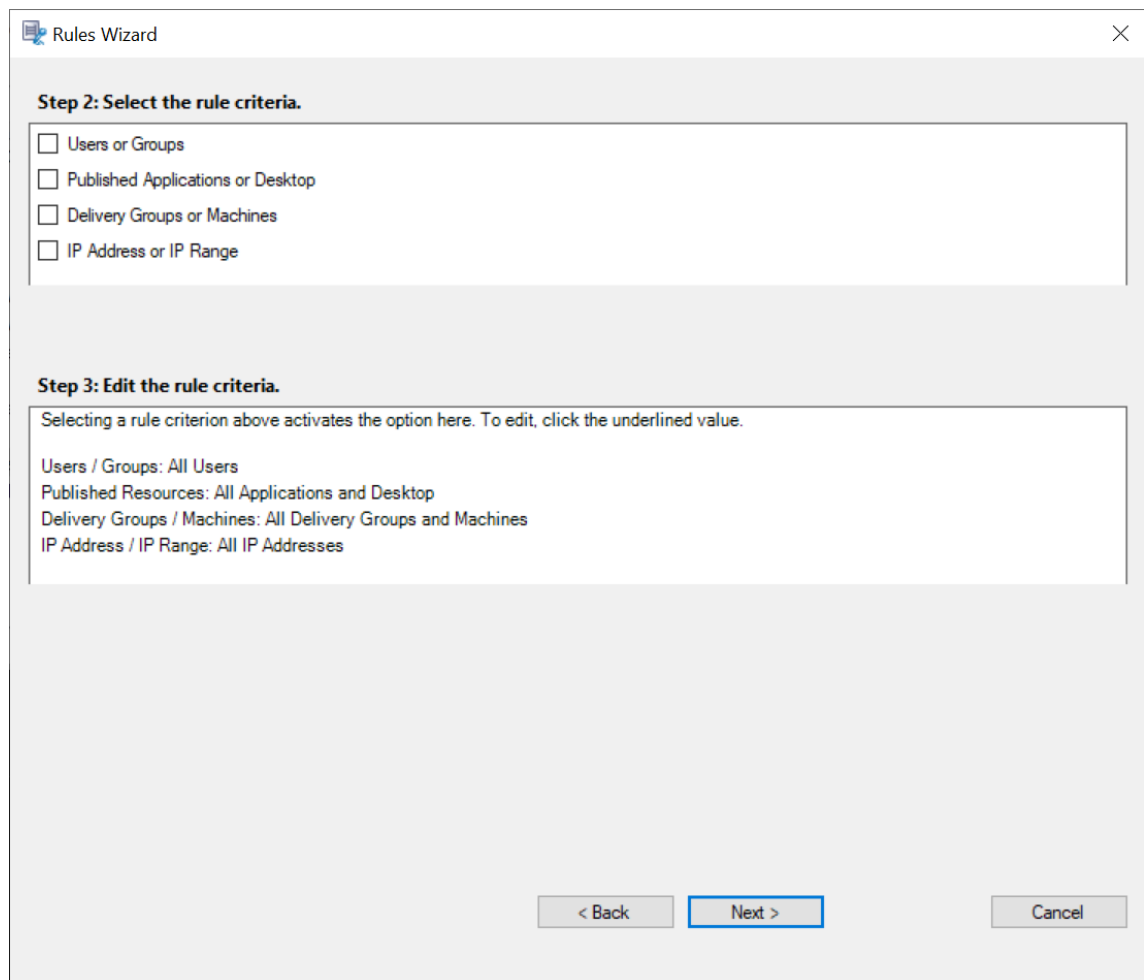 Rules Wizard
Step 2: Select the rule criteria.
Users or Groups
Published Applications or Desktop
Delivery Groups or Machines
IP Address or IP Range
Step 3: Edit the rule criteria.
Selecting a rule criterion above activates the option here. To edit, click the underlined value.
Users / Groups: All Users
Published Resources: All Applications and Desktop
Delivery Groups / Machines: All Delivery Groups and Machines
IP Address / IP Range: All IP Addresses
< Back
Next >
Cancel